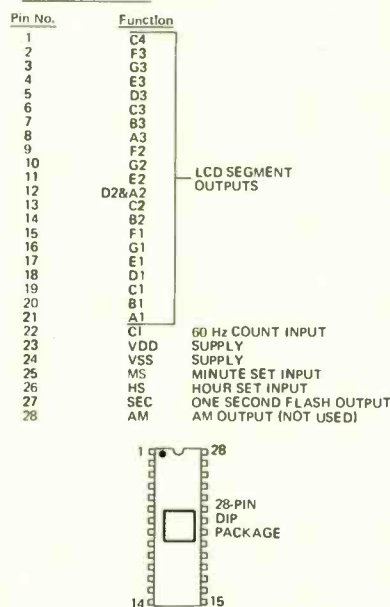 Pin No. Function
1 C4
2 F3
3 G3
4 E3
5 D3
6 C3
7 B3
8 A3
9 F2
10 G2
11 E2
12 D2&A2
13 C2
14 B2
15 F1
16 G1
17 E1
18 D1
19 C1
20 B1
21 A1
LCD SEGMENT
OUTPUTS
22 CI 60 Hz COUNT INPUT
23 VDD SUPPLY
24 VSS SUPPLY
25 MS MINUTE SET INPUT
26 HS HOUR SET INPUT
27 SEC ONE SECOND FLASH OUTPUT
28 AM AM OUTPUT (NOT USED)
1 28
28-PIN
DIP
PACKAGE
14 15